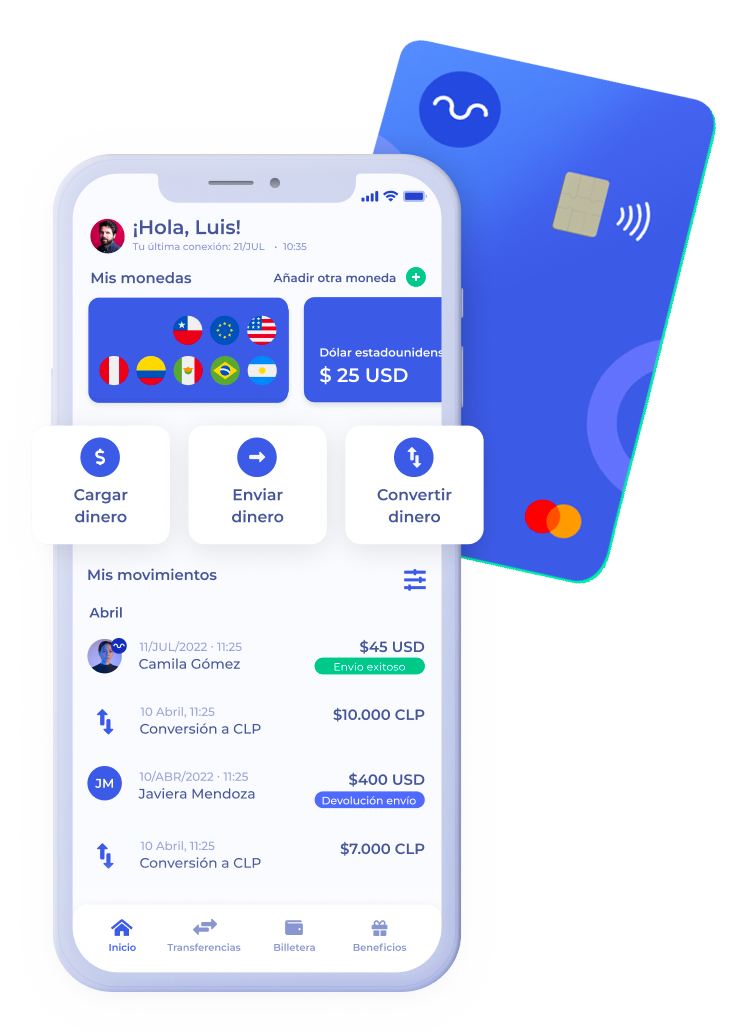 ¡Hola, Luis!
Tu última conexión: 21/JUL · 10:35
Mis monedas
Añadir otra moneda
Dólar estadounidens
$ 25 USD
$
Cargar
dinero
Enviar
dinero
Convertir
dinero
Mis movimientos
Abril
11/JUL/2022 · 11:25
$45 USD
Camila Gómez
Envío exitoso
10 Abril, 11:25
$10.000 CLP
Conversión a CLP
JM
10/ABR/2022 · 11:25
$400 USD
Javiera Mendoza
Devolución envío
10 Abril, 11:25
$7.000 CLP
Conversión a CLP
Inicio
Transferencias
Billetera
Beneficios